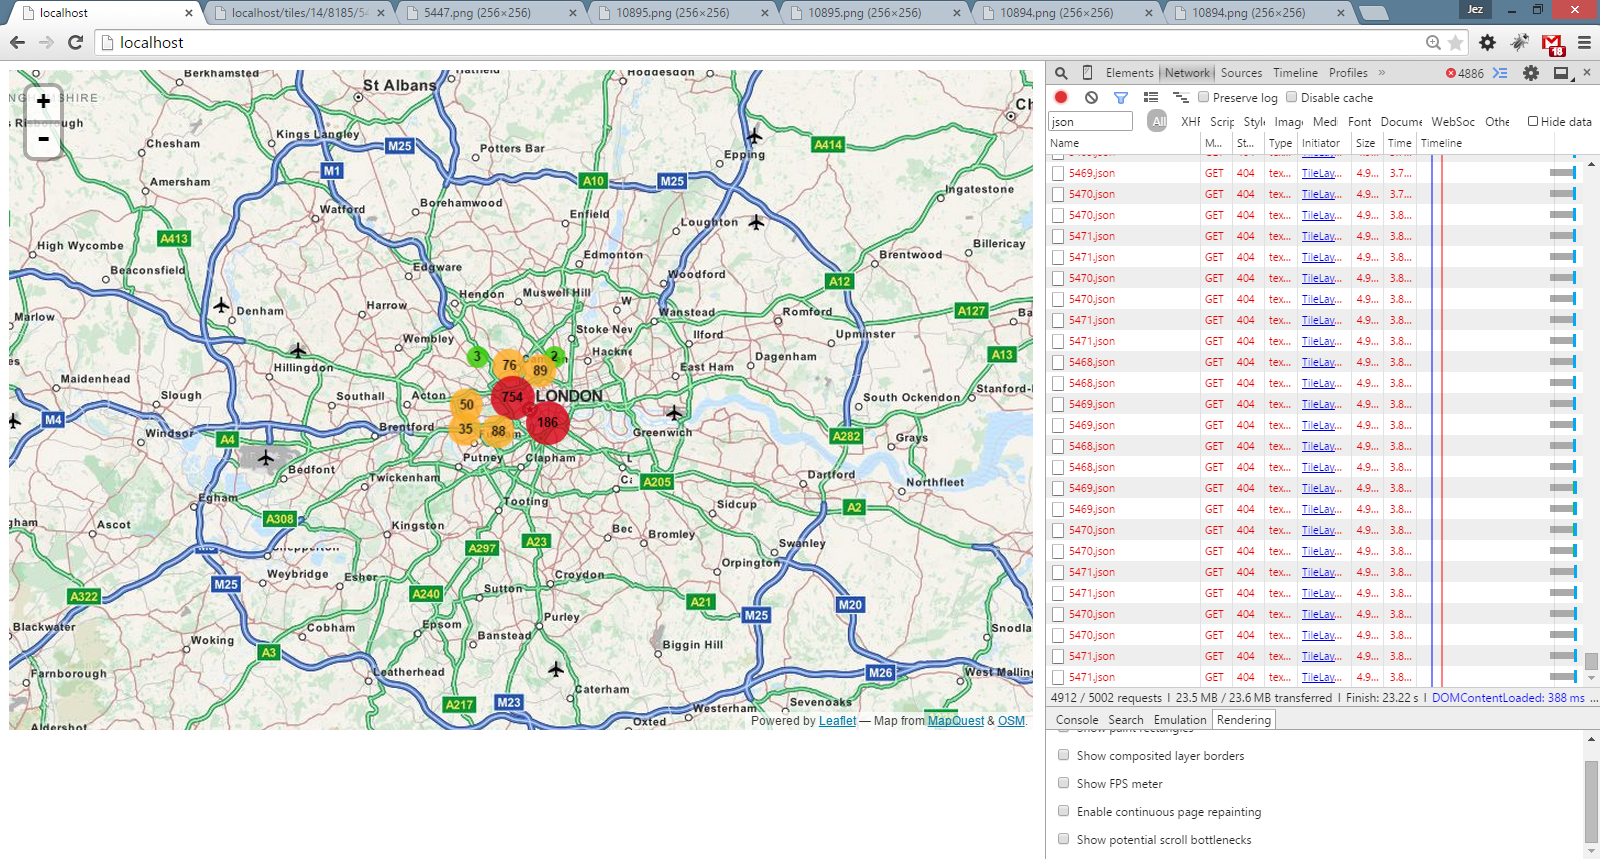 localhost
localhost/tiles/14/8185/54
5447.png (256×256)
10895.png (256×256)
10895.png (256×256)
10894.png (256×256)
10894.png (256×256)
Jez
localhost
18
Elements Network Sources Timeline Profiles » 4886
Preserve log Disable cache
json All XHR Scrip Style Image Medi Font Docume WebSoc Othe Hide data
Name M... St... Type Initiator Size Time Timeline
5469.json GET 404 tex... TileLay... 4.9... 3.7...
5470.json GET 404 tex... TileLay... 4.9... 3.7...
5470.json GET 404 tex... TileLay... 4.9... 3.8...
5471.json GET 404 tex... TileLay... 4.9... 3.8...
5471.json GET 404 tex... TileLay... 4.9... 3.8...
5470.json GET 404 tex... TileLay... 4.9... 3.8...
5470.json GET 404 tex... TileLay... 4.9... 3.8...
5471.json GET 404 tex... TileLay... 4.9... 3.8...
5471.json GET 404 tex... TileLay... 4.9... 3.8...
5468.json GET 404 tex... TileLay... 4.9... 3.8...
5468.json GET 404 tex... TileLay... 4.9... 3.8...
5469.json GET 404 tex... TileLay... 4.9... 3.8...
5469.json GET 404 tex... TileLay... 4.9... 3.8...
5468.json GET 404 tex... TileLay... 4.9... 3.8...
5468.json GET 404 tex... TileLay... 4.9... 3.8...
5469.json GET 404 tex... TileLay... 4.9... 3.8...
5469.json GET 404 tex... TileLay... 4.9... 3.8...
5470.json GET 404 tex... TileLay... 4.9... 3.8...
5470.json GET 404 tex... TileLay... 4.9... 3.8...
5471.json GET 404 tex... TileLay... 4.9... 3.8...
5471.json GET 404 tex... TileLay... 4.9... 3.8...
5470.json GET 404 tex... TileLay... 4.9... 3.8...
5470.json GET 404 tex... TileLay... 4.9... 3.8...
5471.json GET 404 tex... TileLay... 4.9... 3.8...
5471.json GET 404 tex... TileLay... 4.9... 3.8...
4912 / 5002 requests | 23.5 MB / 23.6 MB transferred | Finish: 23.22 s | DOMContentLoaded: 388 ms ...
Console Search Emulation Rendering
Show paint rectangles
Show composited layer borders
Show FPS meter
Enable continuous page repainting
Show potential scroll bottlenecks
+
-
Berkhamsted
St Albans
Hoddesdon
Kings Langley
Chesham
M25
Potters Bar
Epping
A414
M1
A10
M25
Amersham
Ingatestone
Watford
Borehamwood
Enfield
Loughton
A413
High Wycombe
Billericay
Edgware
Edmonton
Brentwood
Beaconsfield
Woodford
A12
Hendon
Muswell Hill
Harrow
Denham
Wanstead
Romford
A127
Marlow
Stoke New
Ilford
Upminster
Wembley
3
76
2
89
Hackne
Dagenham
A13
Hillingdon
East Ham
Maidenhead
Slough
Southall
Acton
50
754
LONDON
South Ockendon
Stanford-
M4
Windsor
A4
Brentford
35
88
186
Greenwich
A282
Grays
Putney
Clapham
Bedfont
Twickenham
A205
Dartford
Northfleet
Egham
Tooting
Sidcup
A2
Ascot
A308
Kingston
Bromley
A297
A23
Swanley
M25
Weybridge
Esher
Croydon
Orpington
A322
A240
Sutton
A21
M25
M20
Blackwater
Cobham
Epsom
Purley
Woking
Banstead
Biggin Hill
A3
Farnborough
Leatherhead
M26
West Malling
Caterham
A217
M23
Westerham
Sevenoaks
Aldershot
Oxted
Powered by Leaflet — Map from MapQuest & OSM.